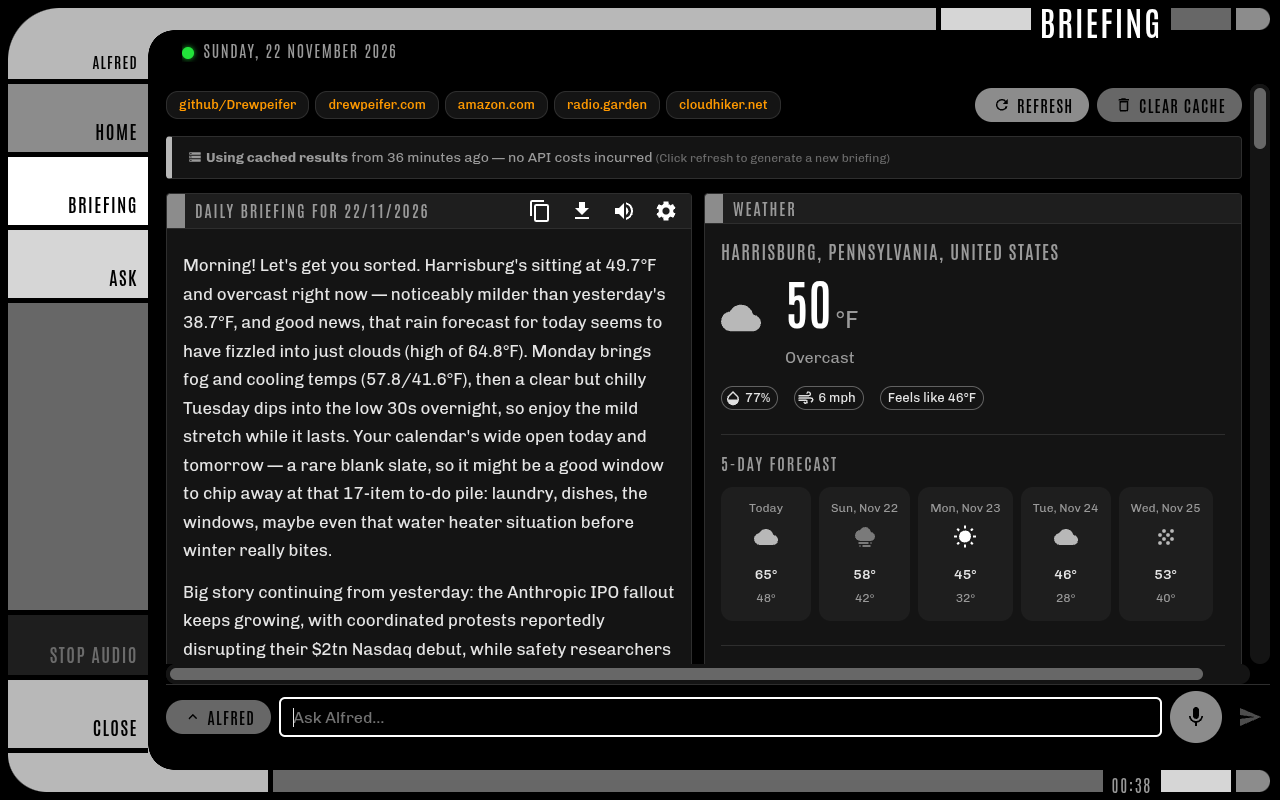 BRIEFING
ALFRED
HOME
BRIEFING
ASK
STOP AUDIO
CLOSE
SUNDAY, 22 NOVEMBER 2026
github/Drewpeifer drewpeifer.com amazon.com radio.garden cloudhiker.net
REFRESH CLEAR CACHE
Using cached results from 36 minutes ago — no API costs incurred (Click refresh to generate a new briefing)
DAILY BRIEFING FOR 22/11/2026
Morning! Let's get you sorted. Harrisburg's sitting at 49.7°F
and overcast right now — noticeably milder than yesterday's
38.7°F, and good news, that rain forecast for today seems to
have fizzled into just clouds (high of 64.8°F). Monday brings
fog and cooling temps (57.8/41.6°F), then a clear but chilly
Tuesday dips into the low 30s overnight, so enjoy the mild
stretch while it lasts. Your calendar's wide open today and
tomorrow — a rare blank slate, so it might be a good window
to chip away at that 17-item to-do pile: laundry, dishes, the
windows, maybe even that water heater situation before
winter really bites.
Big story continuing from yesterday: the Anthropic IPO fallout
keeps growing, with coordinated protests reportedly
disrupting their $2tn Nasdaq debut, while safety researchers
WEATHER
HARRISBURG, PENNSYLVANIA, UNITED STATES
50 °F
Overcast
77% 6 mph Feels like 46°F
5-DAY FORECAST
Today Sun, Nov 22 Mon, Nov 23 Tue, Nov 24 Wed, Nov 25
65° 58° 45° 46° 53°
48° 42° 32° 28° 40°
ALFRED
Ask Alfred...
00:38